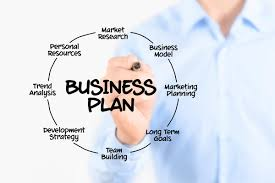 Market
Research
Business
Model
Marketing
Planning
Long Term
Goals
Team
Building
Development
Strategy
Trend
Analysis
Personal
Resources
BUSINESS
PLAN